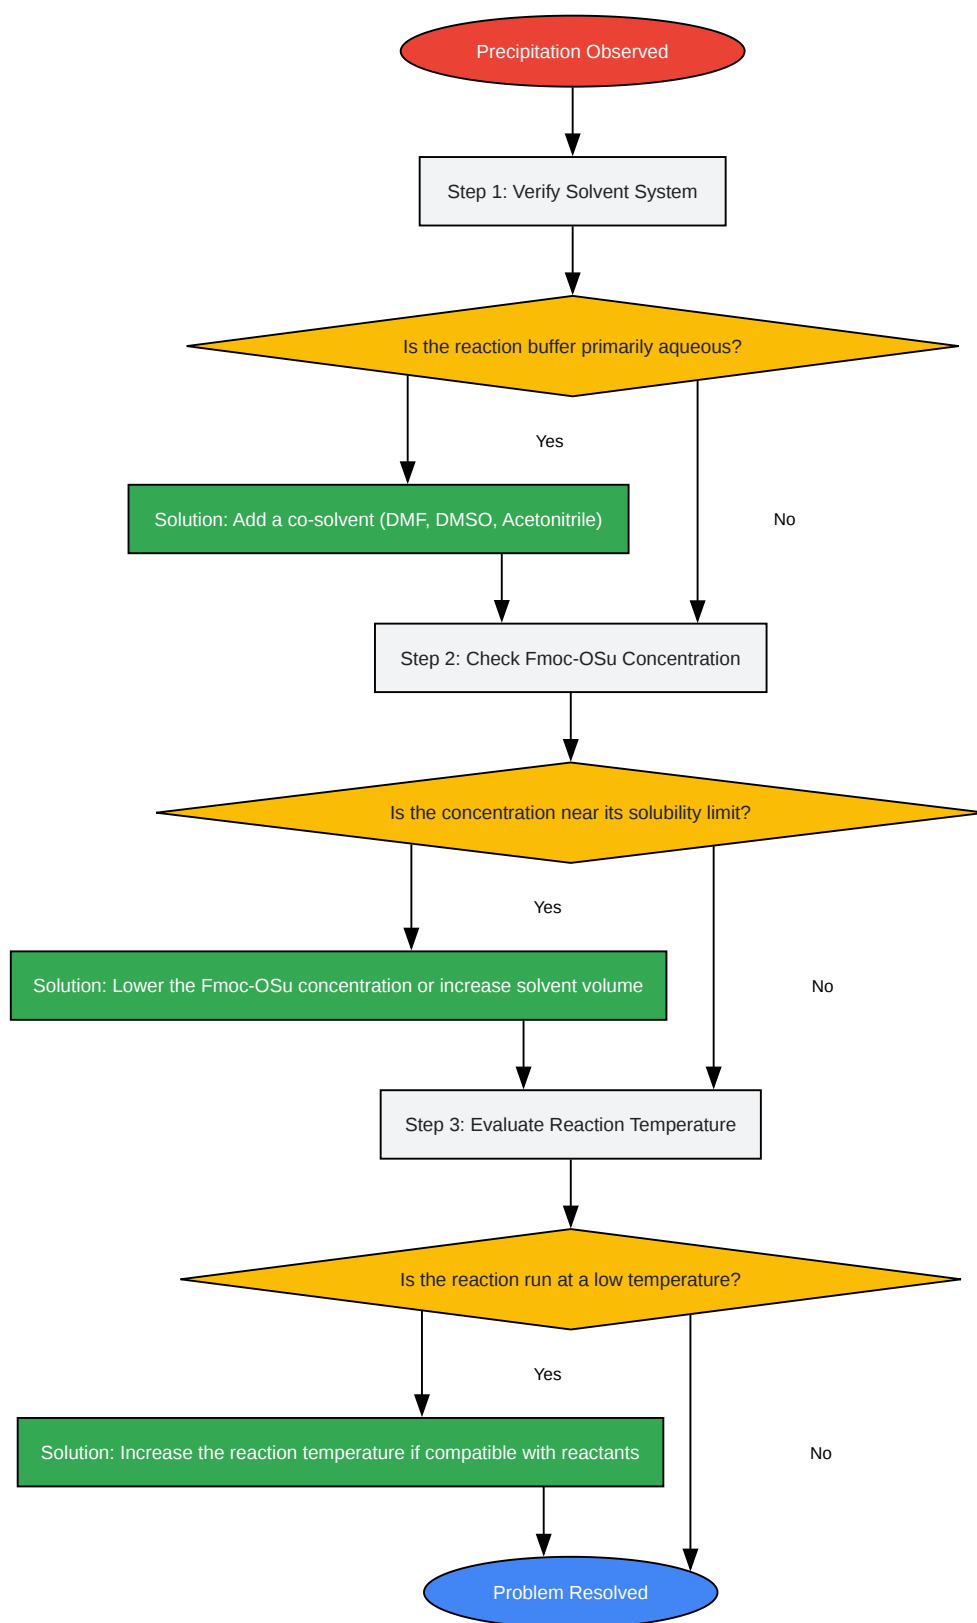 Precipitation Observed
Step 1: Verify Solvent System
Is the reaction buffer primarily aqueous?
Yes
Solution: Add a co-solvent (DMF, DMSO, Acetonitrile)
No
Step 2: Check Fmoc-OSu Concentration
Is the concentration near its solubility limit?
Yes
Solution: Lower the Fmoc-OSu concentration or increase solvent volume
No
Step 3: Evaluate Reaction Temperature
Is the reaction run at a low temperature?
Yes
Solution: Increase the reaction temperature if compatible with reactants
No
Problem Resolved